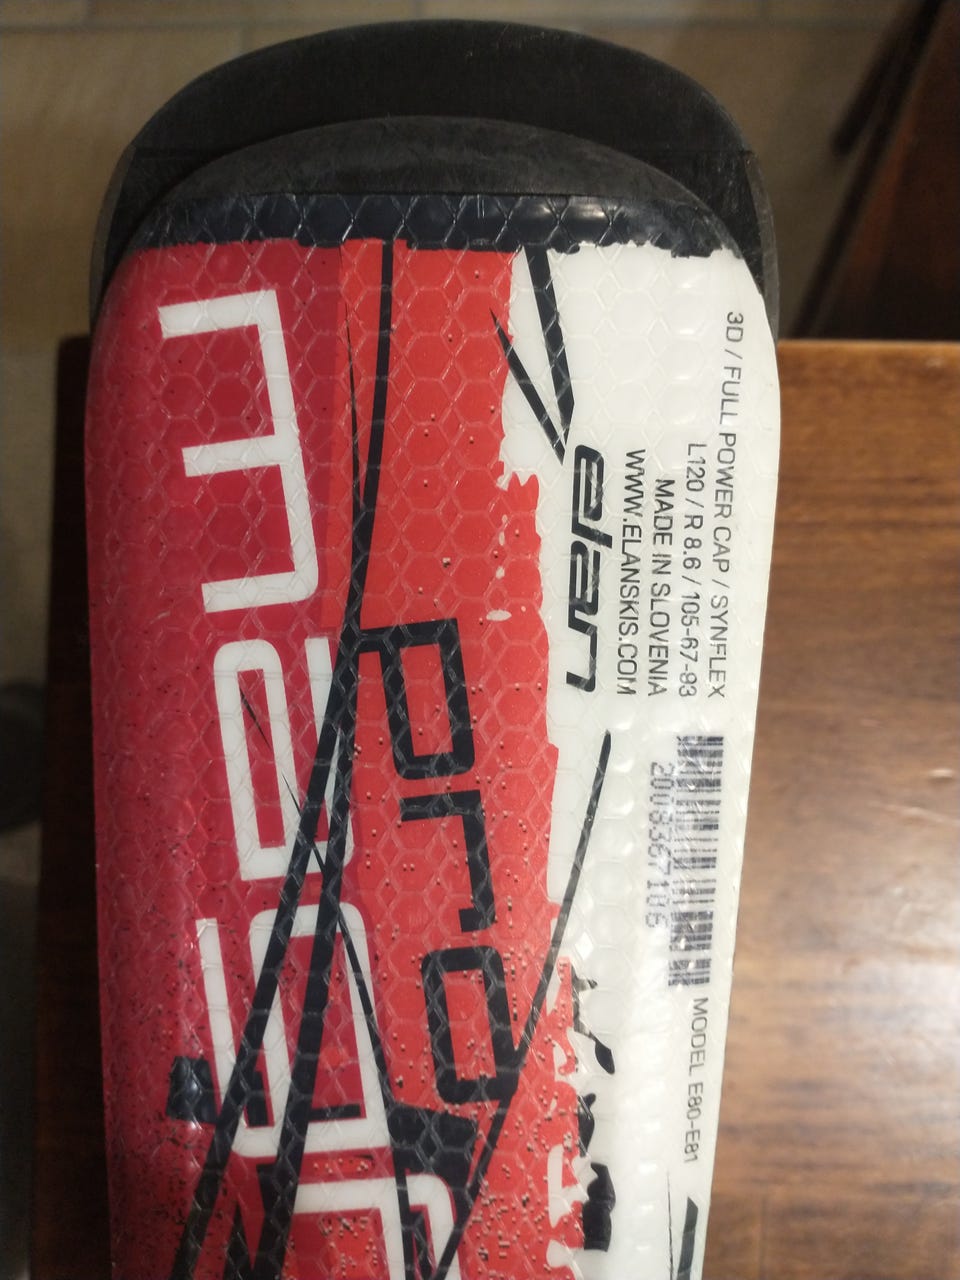 3D / FULL POWER CAP / SYNFLEX
L120 / R 8.6 / 105-67-93
MADE IN SLOVENIA
WWW.ELANSKIS.COM
elan
MODEL E80-E81
pro